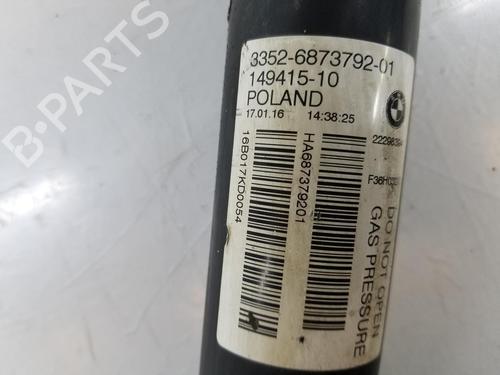 3352-6873792-01
149415-10
POLAND
17.01.16 14:38:25
16B017KD0054
HA687379201
DO NOT OPEN
GAS PRESSURE
B-PARTS